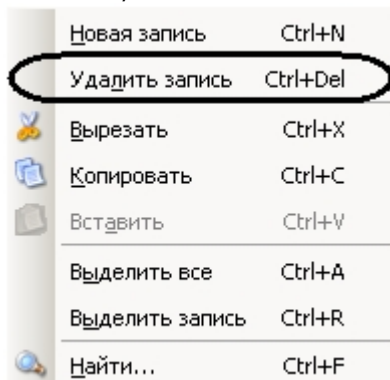 Новая запись Ctrl+N
Удалить запись Ctrl+Del
Вырезать Ctrl+X
Копировать Ctrl+C
Вставить Ctrl+V
Выделить все Ctrl+A
Выделить запись Ctrl+R
Найти... Ctrl+F